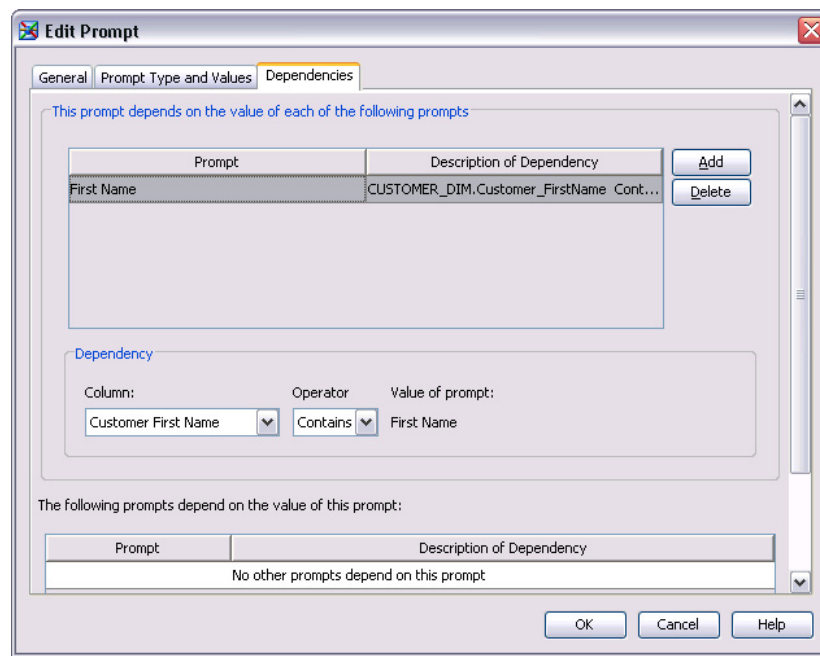 Edit Prompt
General Prompt Type and Values Dependencies
This prompt depends on the value of each of the following prompts
Prompt Description of Dependency Add
First Name CUSTOMER_DIM.Customer_FirstName Cont... Delete
Dependency
Column: Operator Value of prompt:
Customer First Name Contains First Name
The following prompts depend on the value of this prompt:
Prompt Description of Dependency
No other prompts depend on this prompt
OK Cancel Help